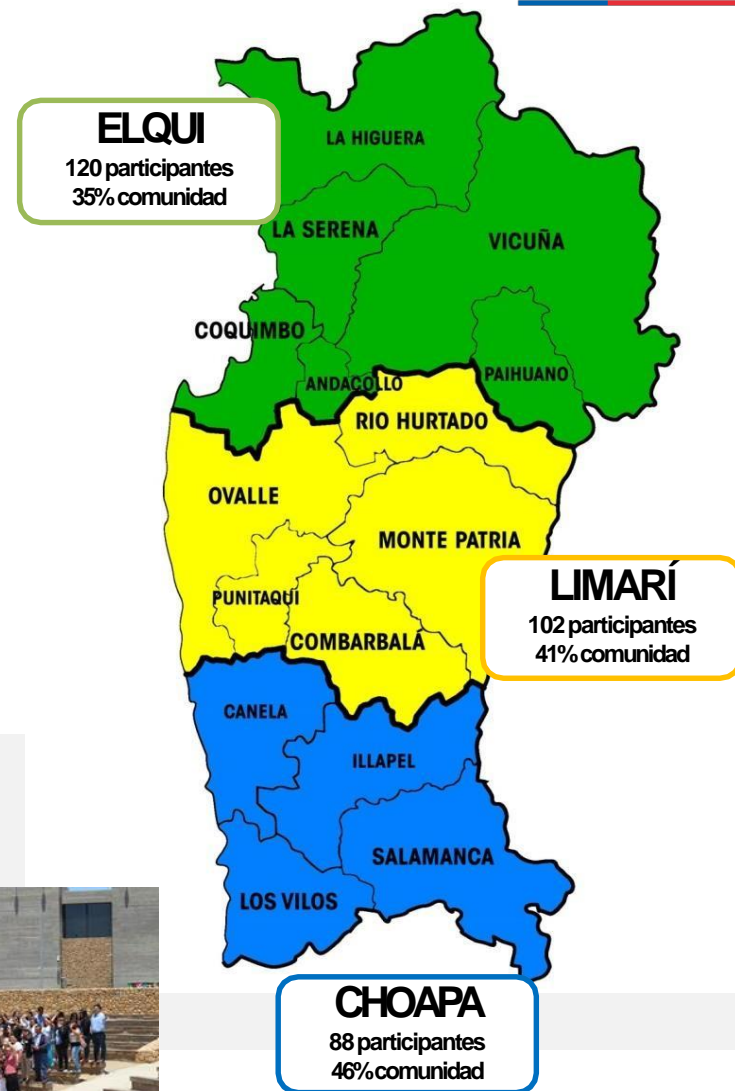 ELQUI
120 participantes
35% comunidad
LA HIGUERA
LA SERENA
VICUÑA
COQUIMBO
ANDACOLLO
PAIHUANO
RIO HURTADO
OVALLE
MONTE PATRIA
PUNITAQUI
COMBARBALÁ
LIMARÍ
102 participantes
41% comunidad
CANELA
ILLAPEL
SALAMANCA
LOS VILOS
CHOAPA
88 participantes
46% comunidad